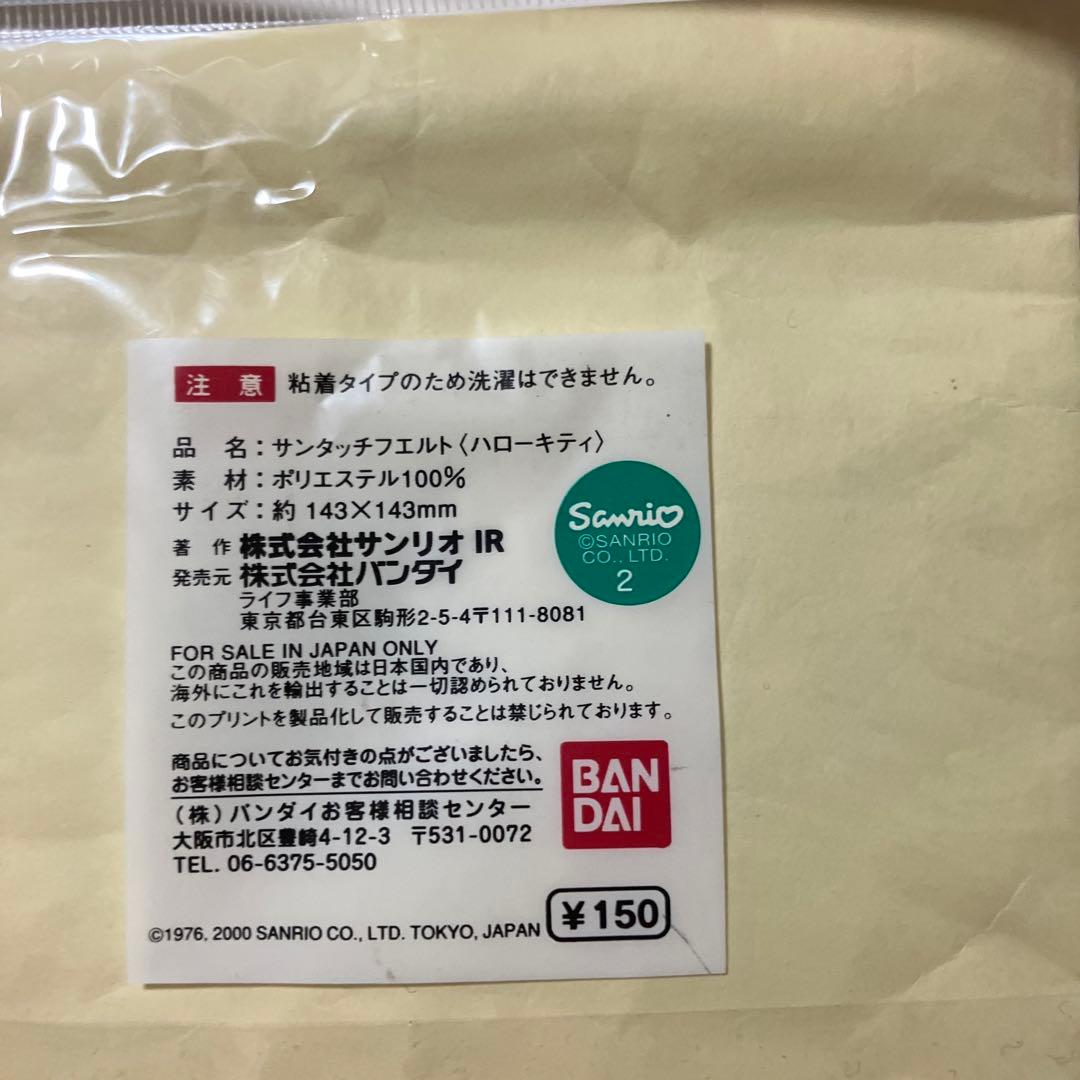 注意 粘着タイプのため洗濯はできません。
品名：サンタッチフエルト〈ハローキティ〉
素材：ポリエステル100%
サイズ：約 143×143mm
著作 株式会社サンリオ IR
発売元 株式会社バンダイ
ライフ事業部
東京都台東区駒形2-5-4〒111-8081
Sanrio
©SANRIO
CO., LTD.
2
FOR SALE IN JAPAN ONLY
この商品の販売地域は日本国内であり、
海外にこれを輸出することは一切認められておりません。
このプリントを製品化して販売することは禁じられております。
商品についてお気付きの点がございましたら、
お客様相談センターまでお問い合わせください。
（株）バンダイお客様相談センター
大阪市北区豊崎4-12-3 〒531-0072
TEL. 06-6375-5050
BAN
DAI
¥150
©1976, 2000 SANRIO CO., LTD. TOKYO, JAPAN